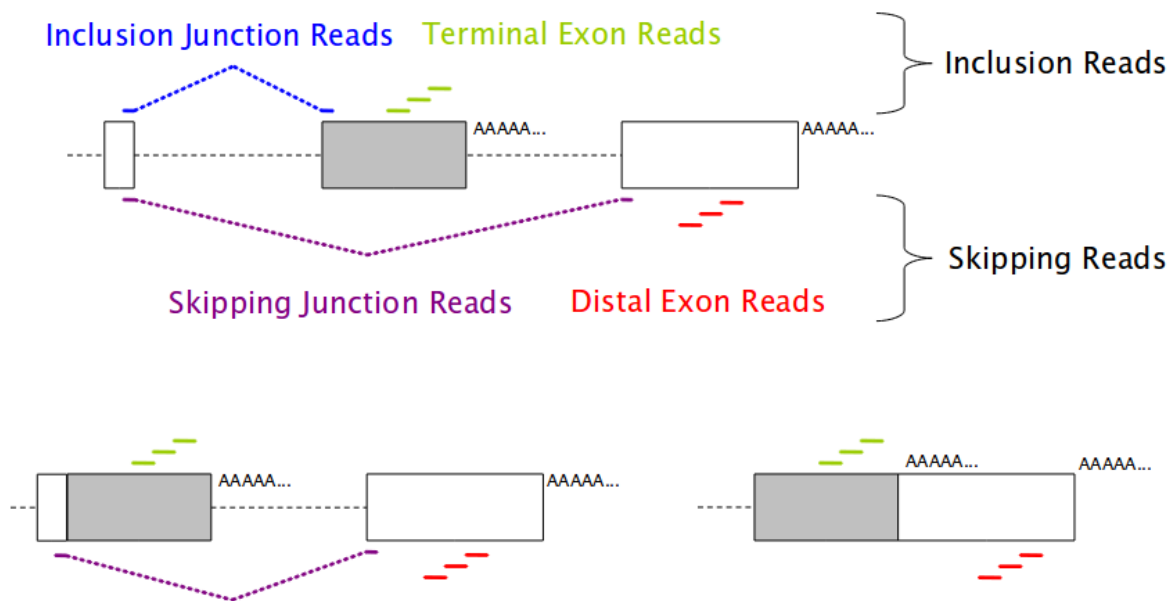 Inclusion Junction Reads
Terminal Exon Reads
Inclusion Reads
AAAAA...
AAAAA...
Skipping Reads
Skipping Junction Reads
Distal Exon Reads
AAAAA...
AAAAA...
AAAAA...
AAAAA...